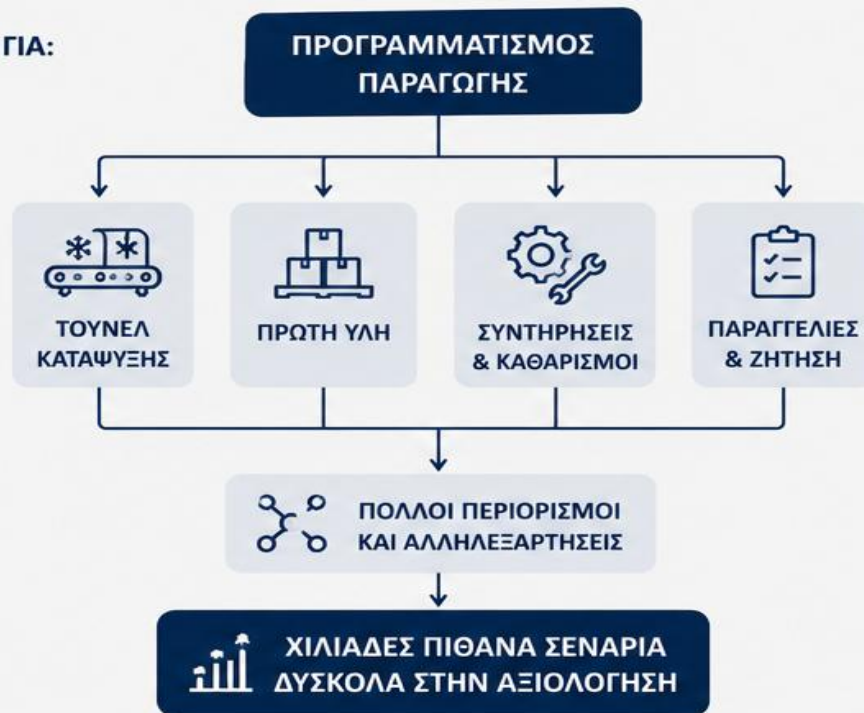 ΓΙΑ:
ΠΡΟΓΡΑΜΜΑΤΙΣΜΟΣ
ΠΑΡΑΓΩΓΗΣ
ΤΟΥΝΕΛ
ΚΑΤΑΨΥΞΗΣ
ΠΡΩΤΗ ΥΛΗ
ΣΥΝΤΗΡΗΣΕΙΣ
& ΚΑΘΑΡΙΣΜΟΙ
ΠΑΡΑΓΓΕΛΙΕΣ
& ΖΗΤΗΣΗ
ΠΟΛΛΟΙ ΠΕΡΙΟΡΙΣΜΟΙ
ΚΑΙ ΑΛΛΗΛΕΞΑΡΤΗΣΕΙΣ
ΧΙΛΙΑΔΕΣ ΠΙΘΑΝΑ ΣΕΝΑΡΙΑ
ΔΥΣΚΟΛΑ ΣΤΗΝ ΑΞΙΟΛΟΓΗΣΗ